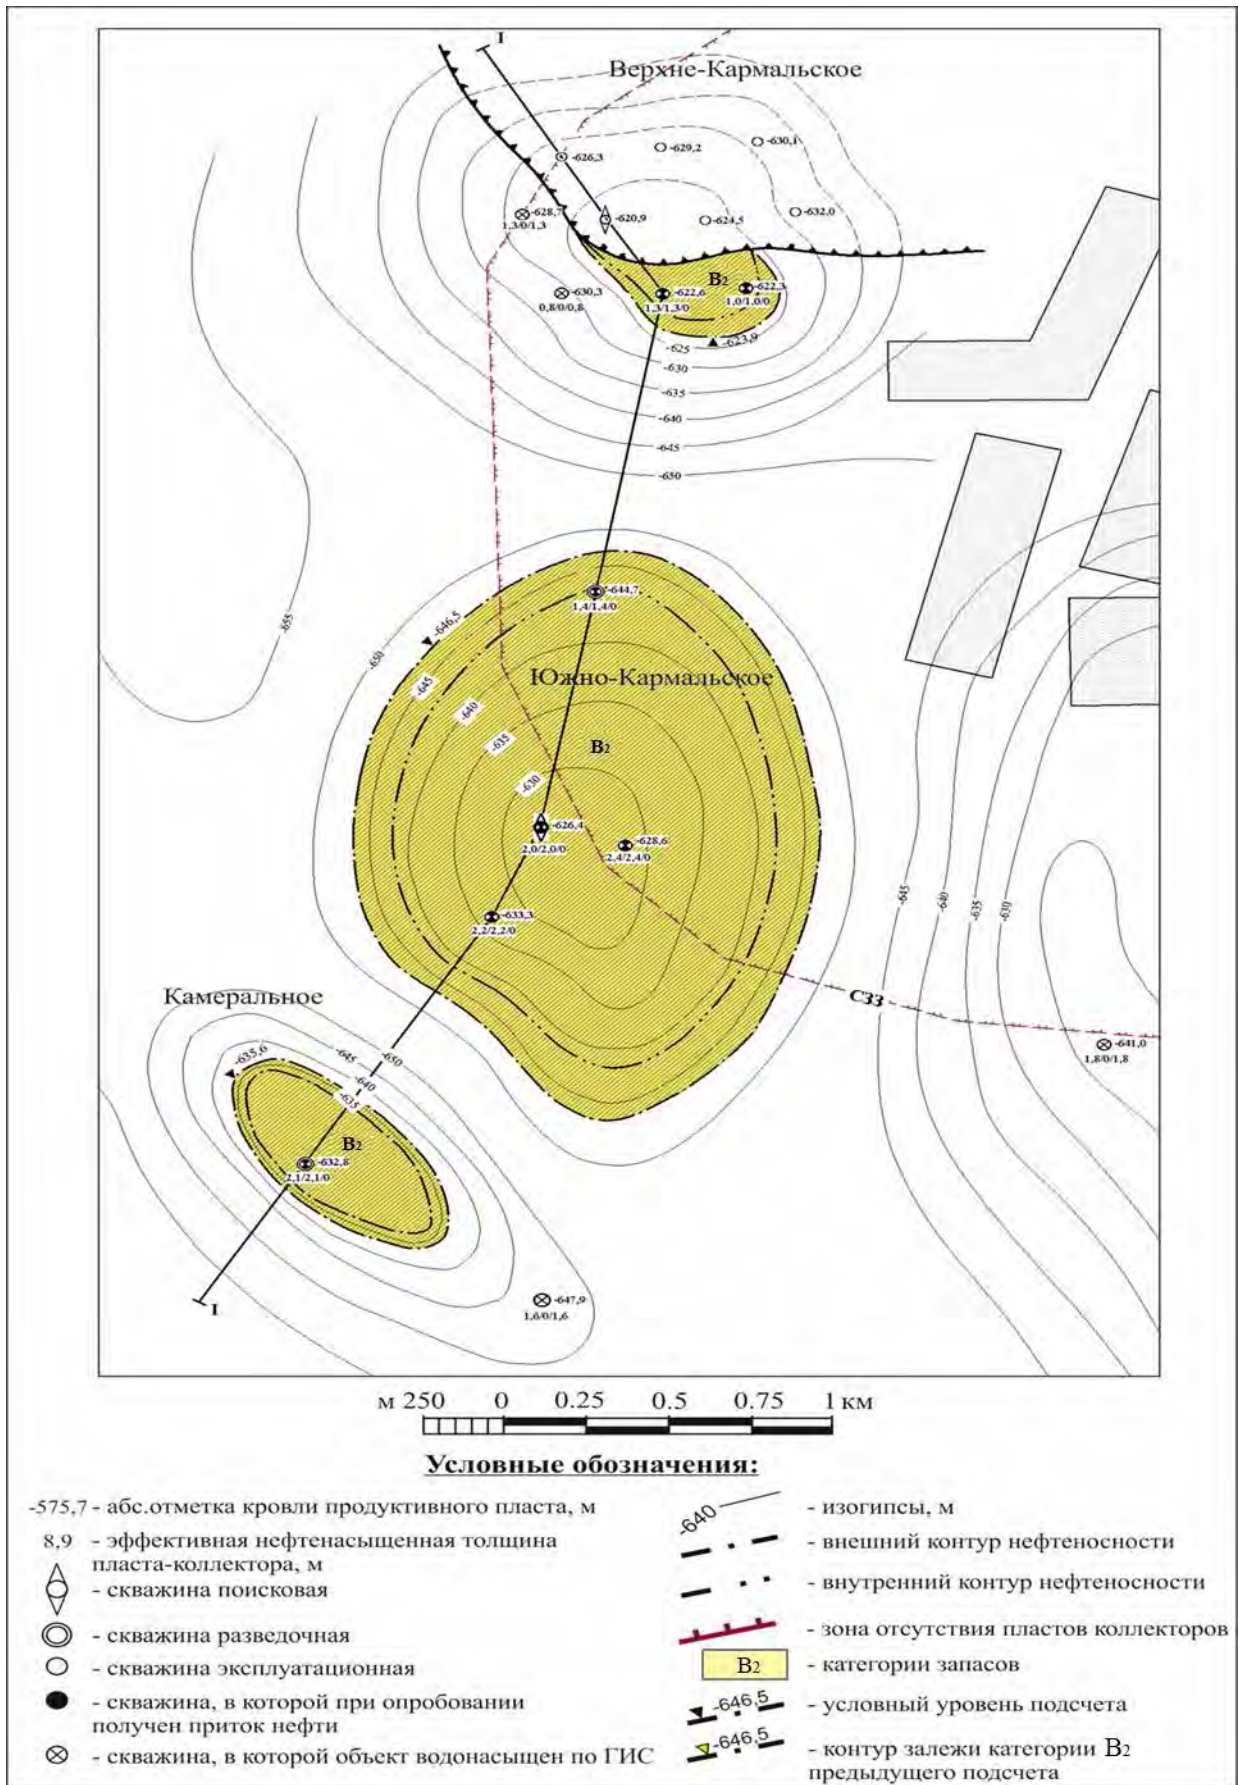 I
Верхне-Кармальское
-626,3
-629,2
-630,1
-628,7
1,3/0/1,3
-620,9
-624,5
-632,0
B2
-630,3
0,8/0/0,8
-622,6
1,3/1,3/0
-622,3
1,0/1,0/0
-623,9
-625
-630
-635
-640
-645
-650
-655
-644,7
1,4/1,4/0
-646,5
-650
-645
-640
-635
-630
Южно-Кармальское
B2
-626,4
2,0/2,0/0
-628,6
2,4/2,4/0
-633,3
2,2/2,2/0
-645
-640
-635
-630
Камеральное
СЗЗ
-641,0
1,8/0/1,8
-635,6
-645
-650
-640
-635
B2
-632,8
2,1/2,1/0
-647,9
1,6/0/1,6
I
м 250 0 0.25 0.5 0.75 1 км
Условные обозначения:
-575,7 - абс.отметка кровли продуктивного пласта, м
8,9 - эффективная нефтенасыщенная толщина
пласта-коллектора, м
- скважина поисковая
- скважина разведочная
- скважина эксплуатационная
- скважина, в которой при опробовании
получен приток нефти
- скважина, в которой объект водонасыщен по ГИС
-640 - изогипсы, м
- внешний контур нефтеносности
- внутренний контур нефтеносности
- зона отсутствия пластов коллекторов
B2 - категории запасов
-646,5 - условный уровень подсчета
-646,5 - контур залежи категории B2
предыдущего подсчета